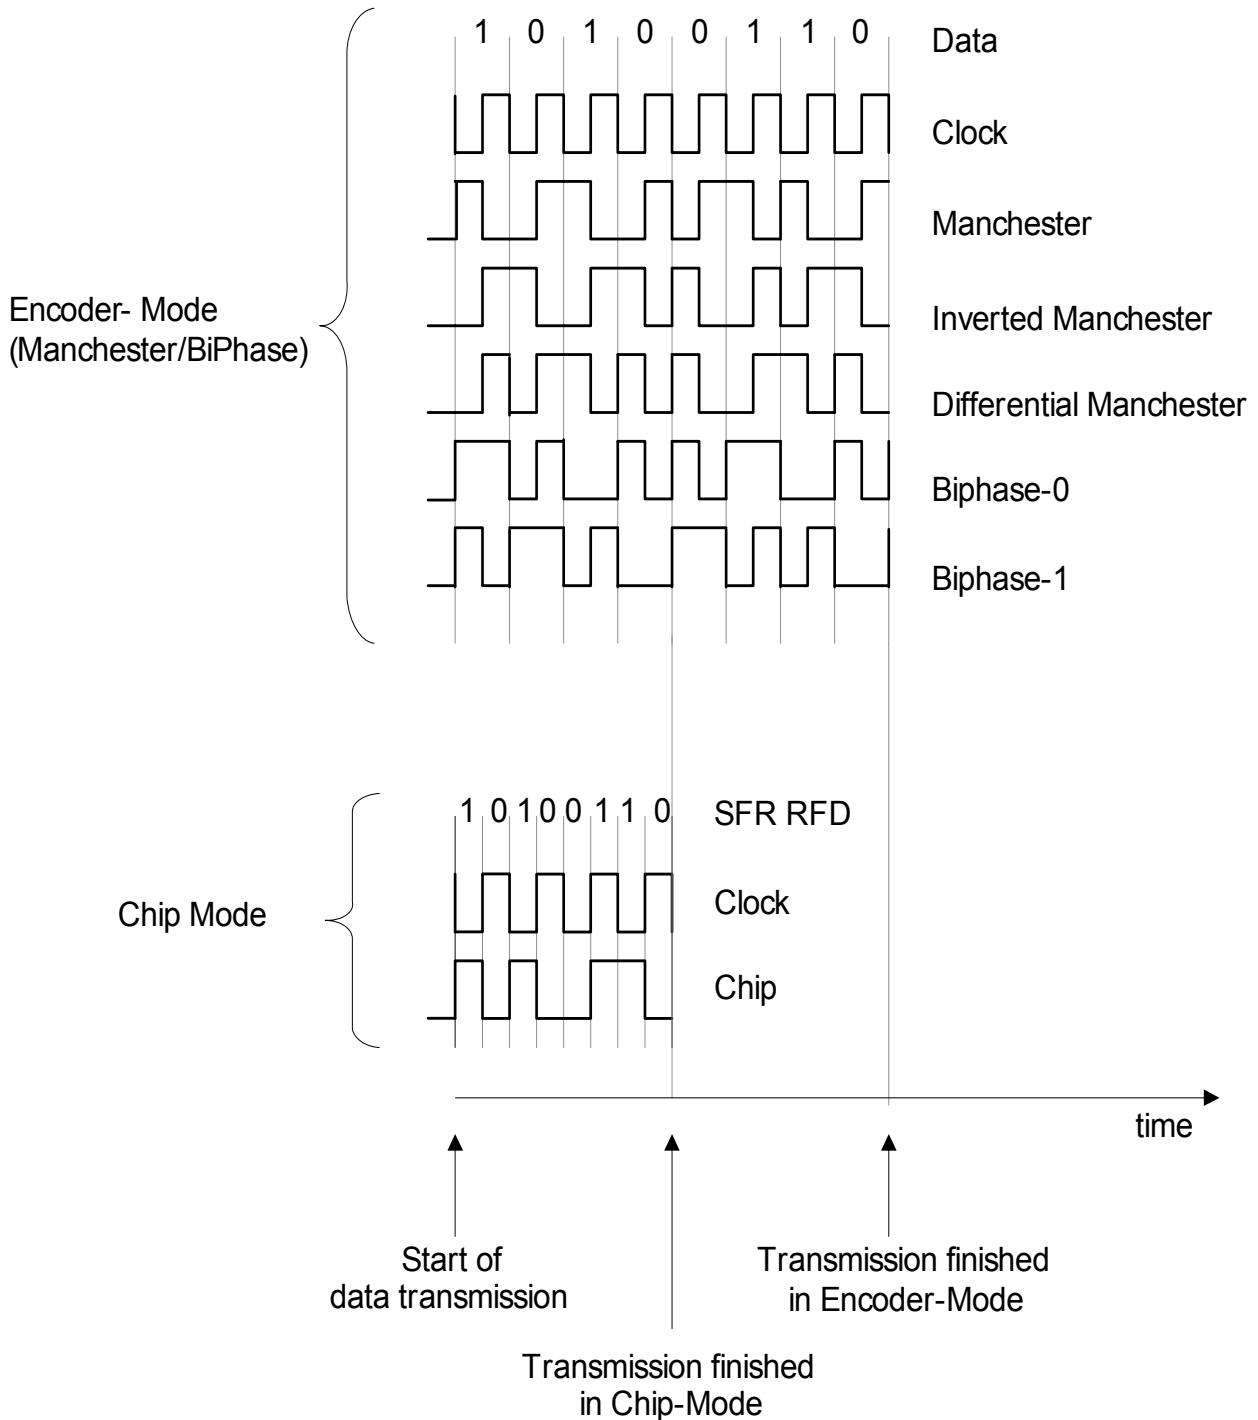 1 0 1 0 0 1 1 0 Data
Clock
Manchester
Inverted Manchester
Differential Manchester
Biphase-0
Biphase-1
Encoder- Mode
(Manchester/BiPhase)
1 0 1 0 0 1 1 0 SFR RFD
Clock
Chip
Chip Mode
time
Start of
data transmission
Transmission finished
in Encoder-Mode
Transmission finished
in Chip-Mode